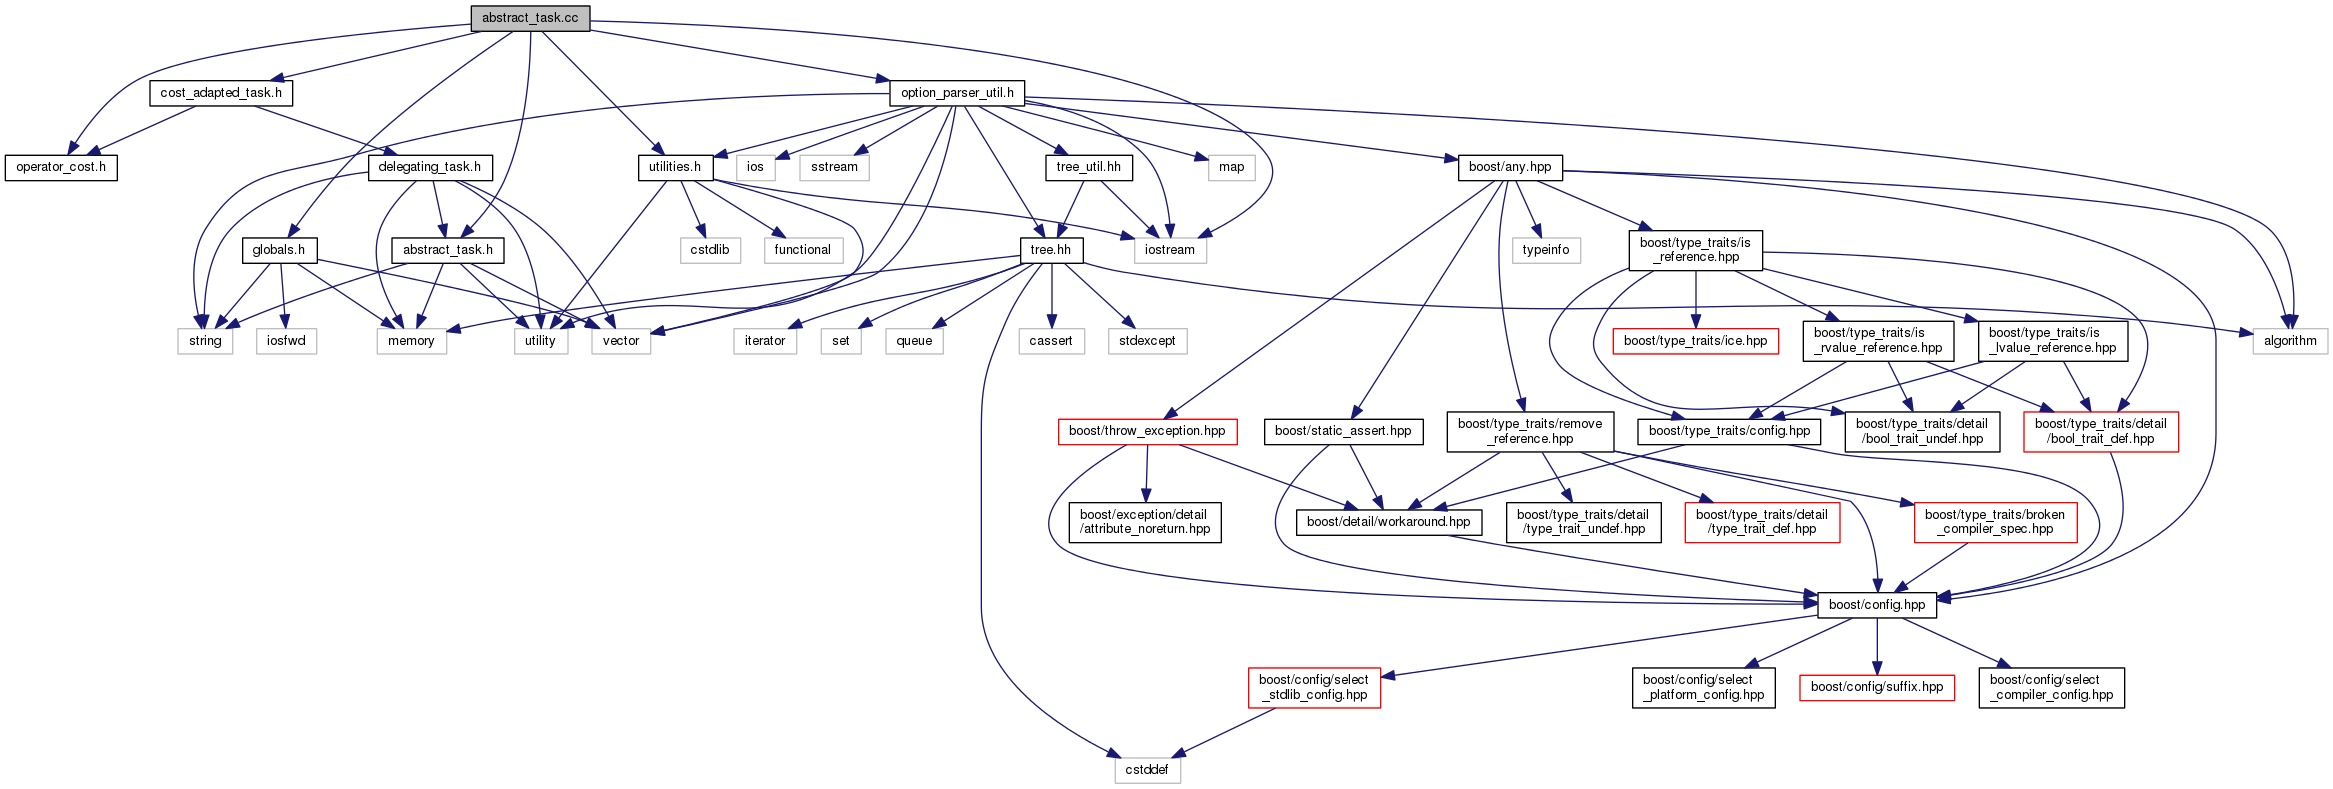 abstract_task.cc
cost_adapted_task.h
option_parser_util.h
operator_cost.h
delegating_task.h
utilities.h
ios
sstream
tree_util.hh
map
boost/any.hpp
globals.h
abstract_task.h
cstdlib
functional
tree.hh
iostream
typeinfo
boost/type_traits/is
_reference.hpp
string
iosfwd
memory
utility
vector
iterator
set
queue
cassert
stdexcept
boost/type_traits/ice.hpp
boost/type_traits/is
_rvalue_reference.hpp
boost/type_traits/is
_lvalue_reference.hpp
algorithm
boost/throw_exception.hpp
boost/static_assert.hpp
boost/type_traits/remove
_reference.hpp
boost/type_traits/config.hpp
boost/type_traits/detail
/bool_trait_undef.hpp
boost/type_traits/detail
/bool_trait_def.hpp
boost/exception/detail
/attribute_noreturn.hpp
boost/detail/workaround.hpp
boost/type_traits/detail
/type_trait_undef.hpp
boost/type_traits/detail
/type_trait_def.hpp
boost/type_traits/broken
_compiler_spec.hpp
boost/config.hpp
boost/config/select
_stdlib_config.hpp
boost/config/select
_platform_config.hpp
boost/config/suffix.hpp
boost/config/select
_compiler_config.hpp
cstddef